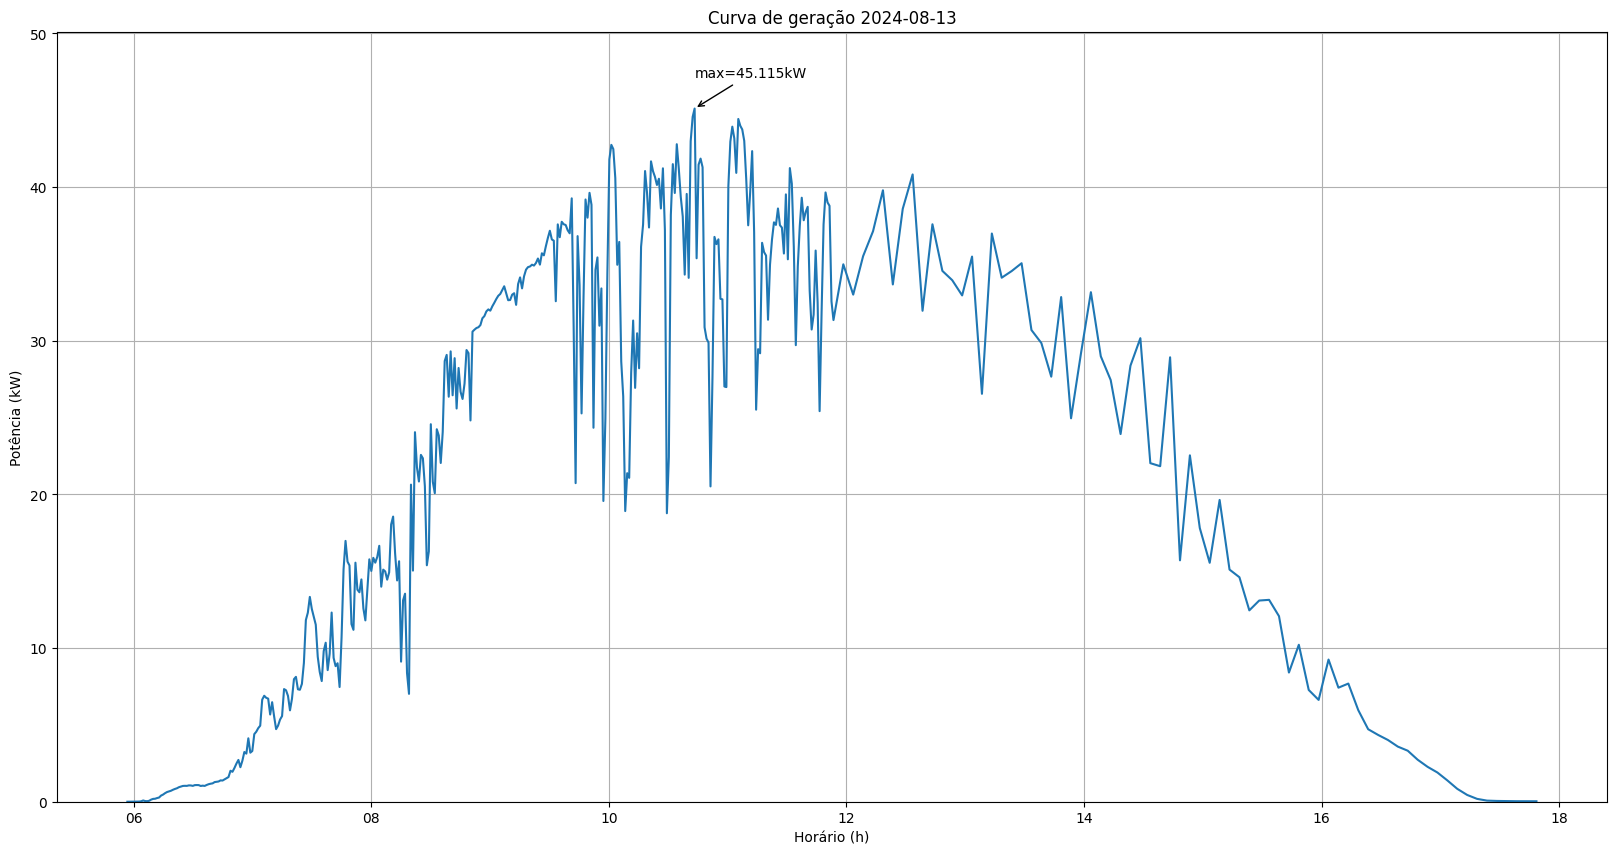 Curva de geração 2024-08-13
50
max=45.115kW
40
30
20
10
0
Potência (kW)
06 08 10 12 14 16 18
Horário (h)